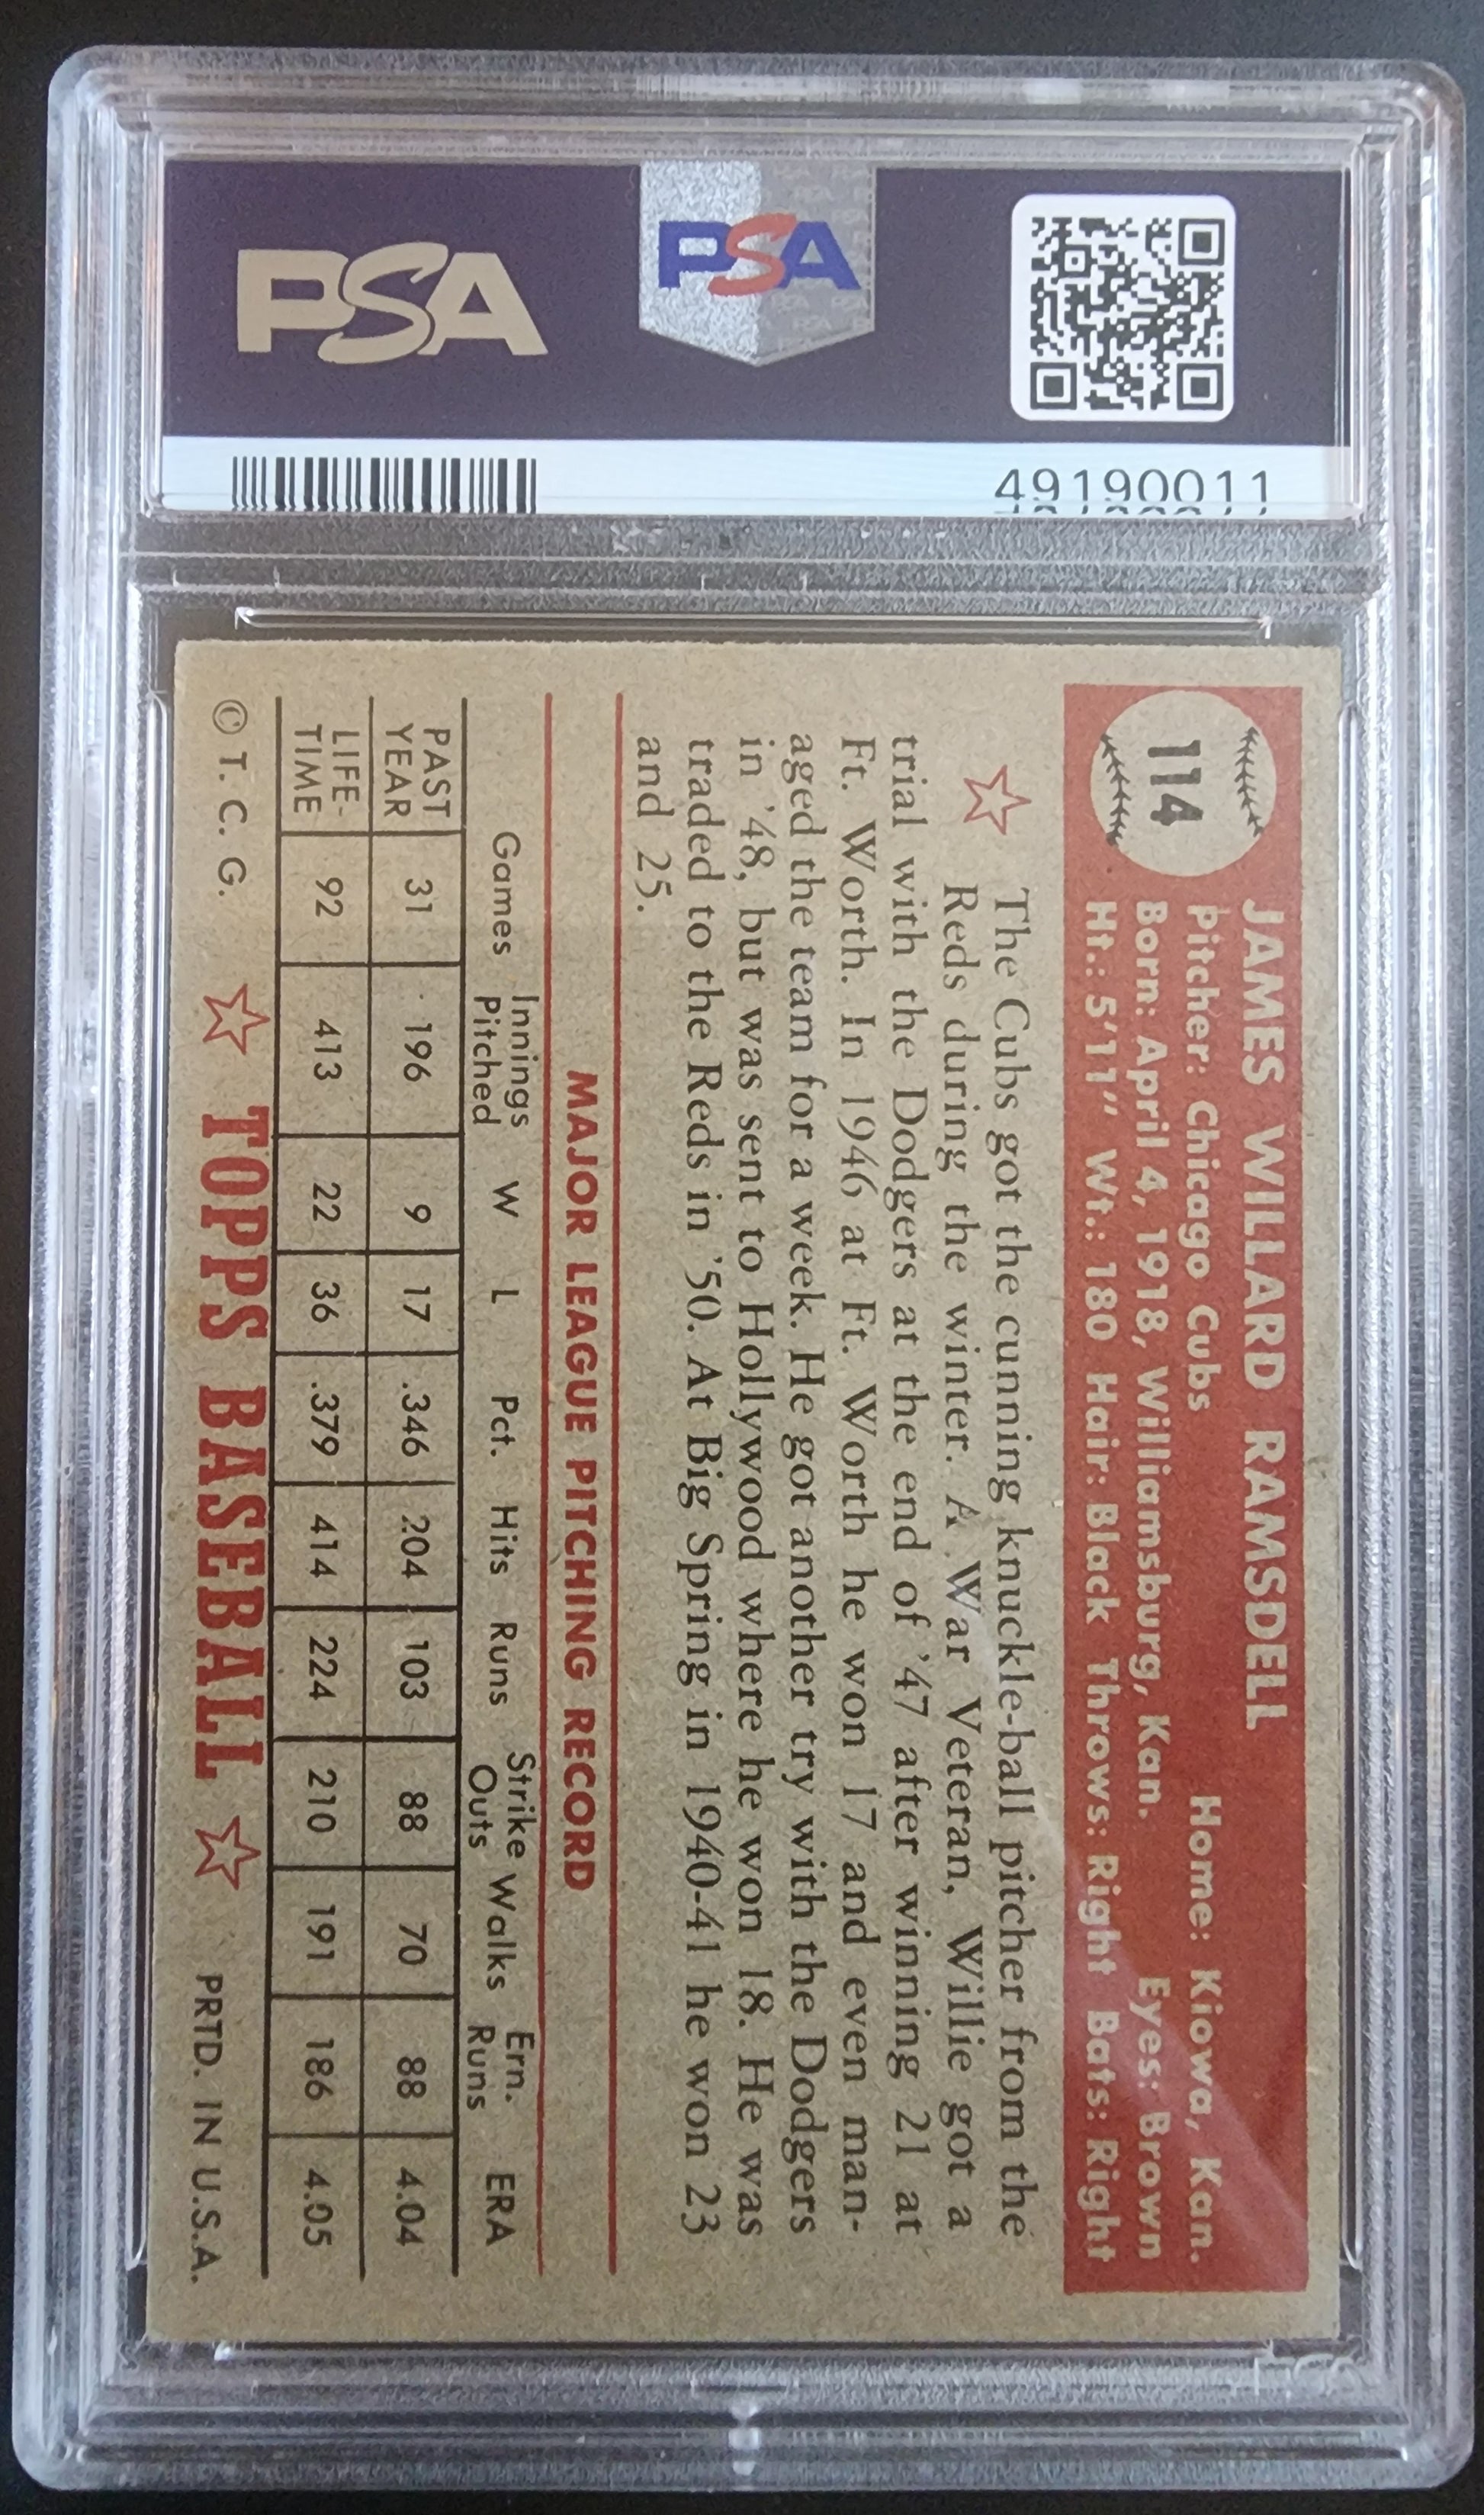 PSA
PSA
49190011
114
JAMES WILLARD RAMSDELL
Pitcher: Chicago Cubs Home: Kiowa, Kan.
Born: April 4, 1918, Williamsburg, Kan. Eyes: Brown
Ht.: 5'11" Wt.: 180 Hair: Black Throws: Right Bats: Right
The Cubs got the cunning knuckle-ball pitcher from the
Reds during the winter. A War Veteran, Willie got a
trial with the Dodgers at the end of '47 after winning 21 at
Ft. Worth. In 1946 at Ft. Worth he won 17 and even man-
aged the team for a week. He got another try with the Dodgers
in '48, but was sent to Hollywood where he won 18. He was
traded to the Reds in '50. At Big Spring in 1940-41 he won 23
and 25.
MAJOR LEAGUE PITCHING RECORD
Games Innings Pitched W L Pct. Hits Runs Strike Outs Walks Ern. Runs ERA
PAST YEAR 31 196 9 17 .346 204 103 88 70 88 4.04
LIFE-TIME 92 413 22 36 .379 414 224 210 191 186 4.05
© T. C. G. TOPPS BASEBALL PRTD. IN U.S.A.